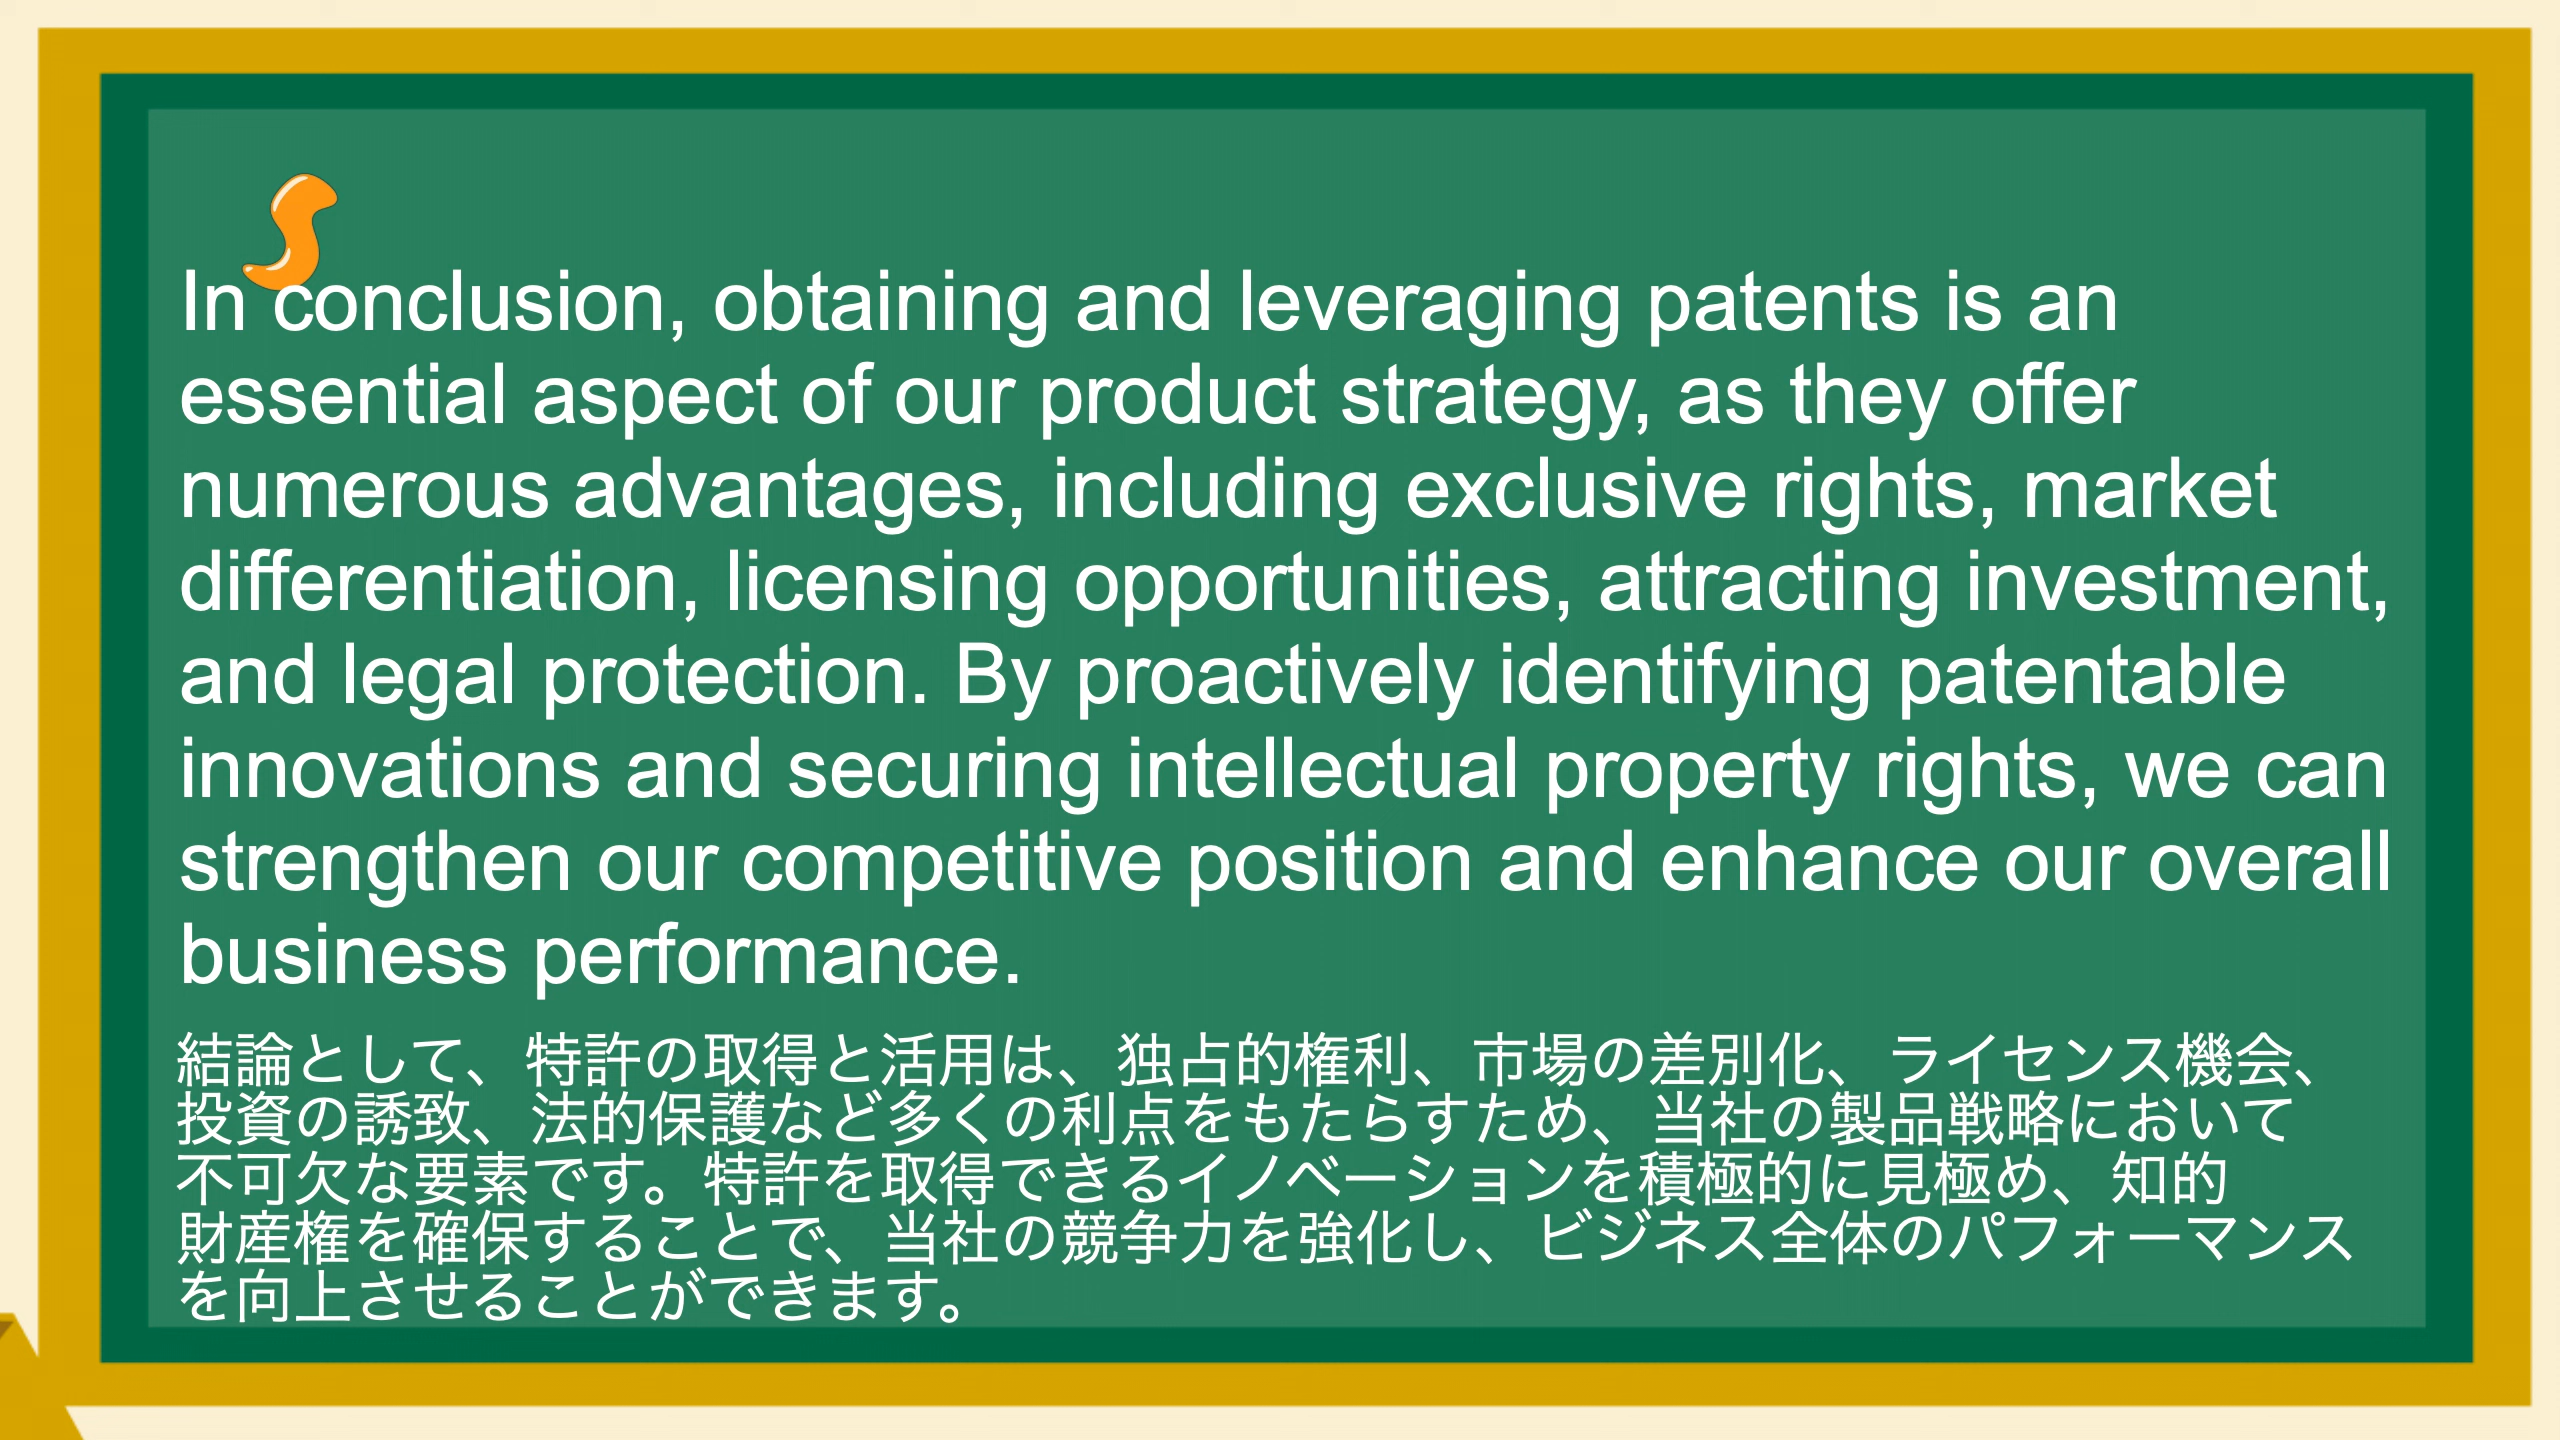 In conclusion, obtaining and leveraging patents is an
essential aspect of our product strategy, as they offer
numerous advantages, including exclusive rights, market
differentiation, licensing opportunities, attracting investment,
and legal protection. By proactively identifying patentable
innovations and securing intellectual property rights, we can
strengthen our competitive position and enhance our overall
business performance.
結論として、特許の取得と活用は、独占的権利、市場の差別化、ライセンス機会、
投資の誘致、法的保護など多くの利点をもたらすため、当社の製品戦略において
不可欠な要素です。特許を取得できるイノベーションを積極的に見極め、知的
財産権を確保することで、当社の競争力を強化し、ビジネス全体のパフォーマンス
を向上させることができます。